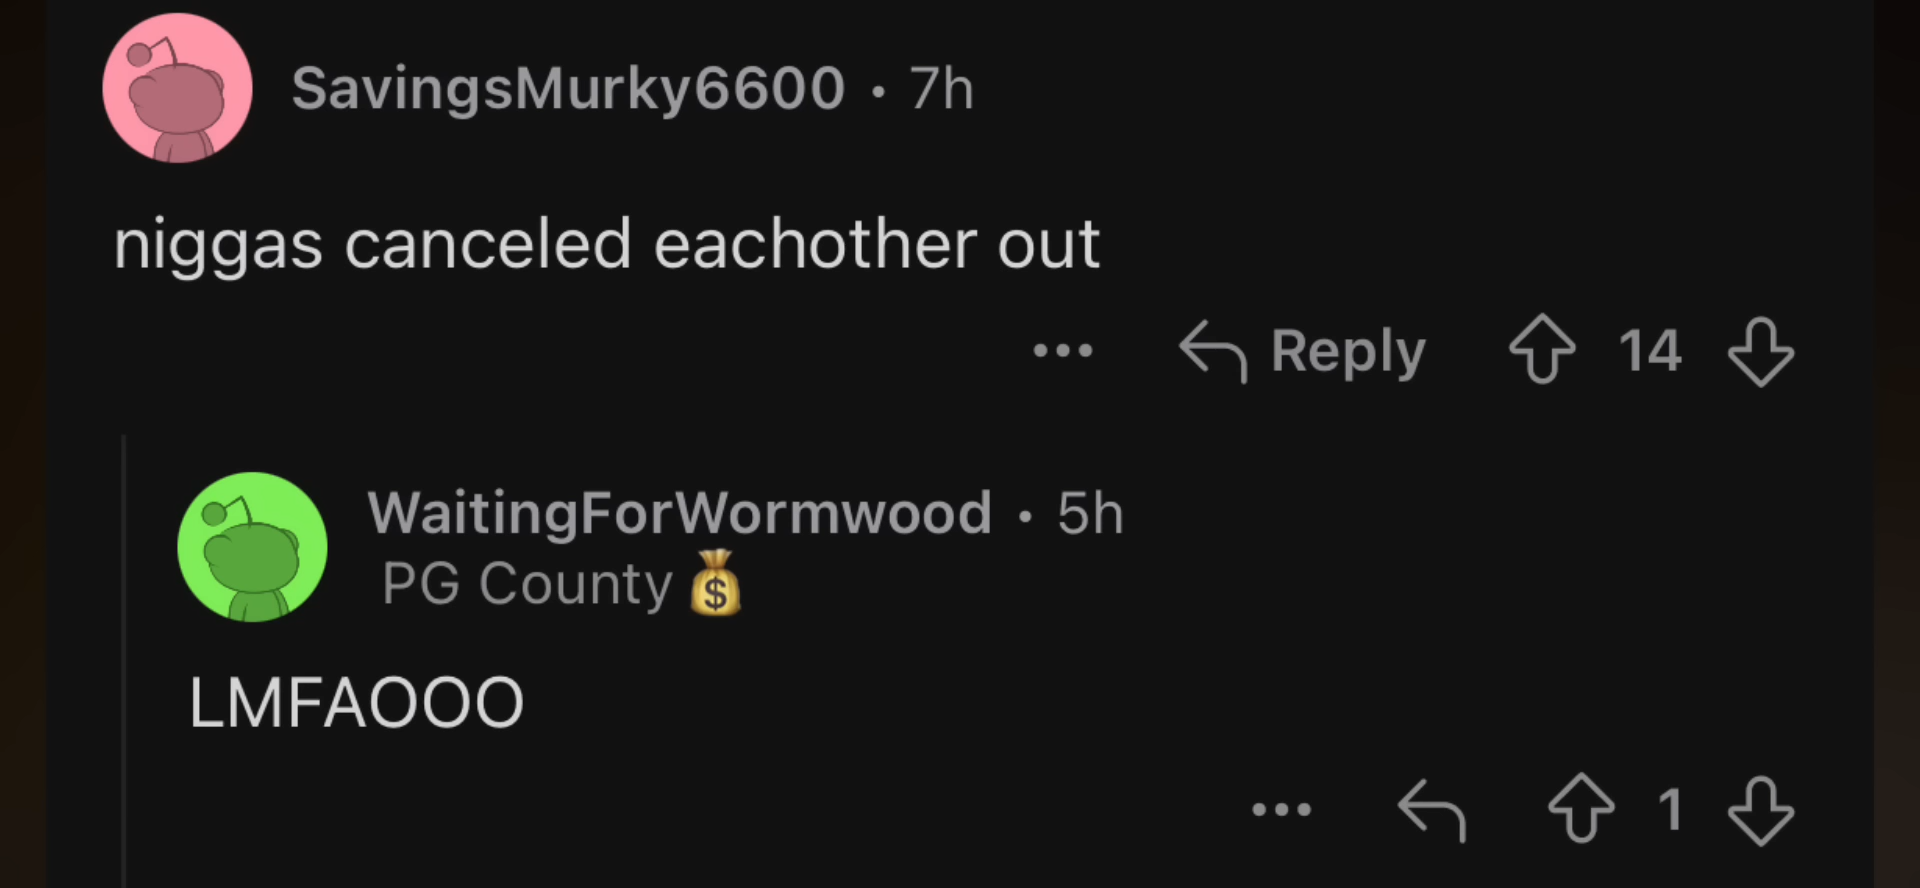 SavingsMurky6600 • 7h
niggas canceled eachother out
Reply 14
WaitingForWormwood • 5h
PG County 💰
LMFAOOO
1